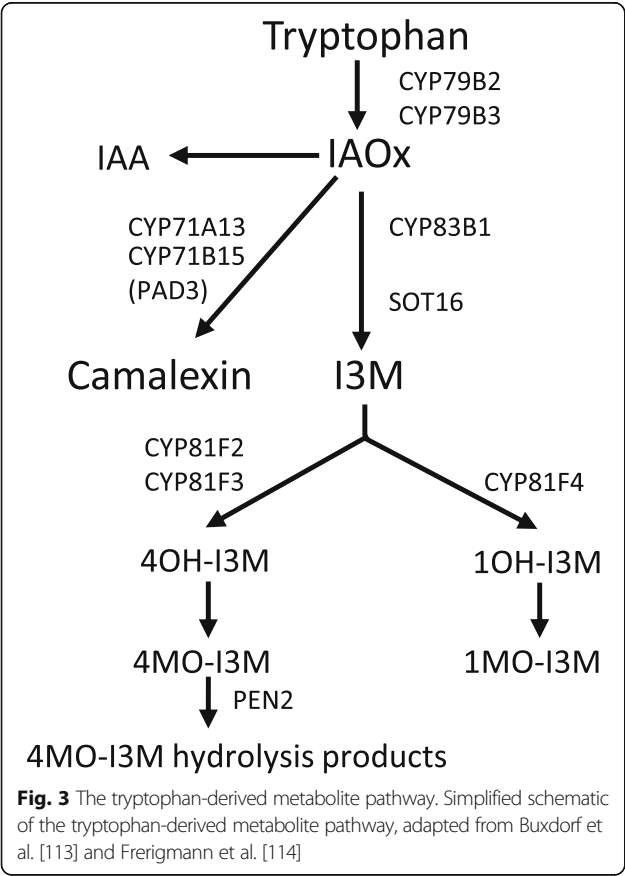 Tryptophan
CYP79B2
CYP79B3
IAA
IAOx
CYP71A13
CYP71B15
(PAD3)
CYP83B1
SOT16
Camalexin
I3M
CYP81F2
CYP81F3
CYP81F4
4OH-I3M
1OH-I3M
4MO-I3M
1MO-I3M
PEN2
4MO-I3M hydrolysis products
Fig. 3 The tryptophan-derived metabolite pathway. Simplified schematic
of the tryptophan-derived metabolite pathway, adapted from Buxdorf et
al. [113] and Frerigmann et al. [114]